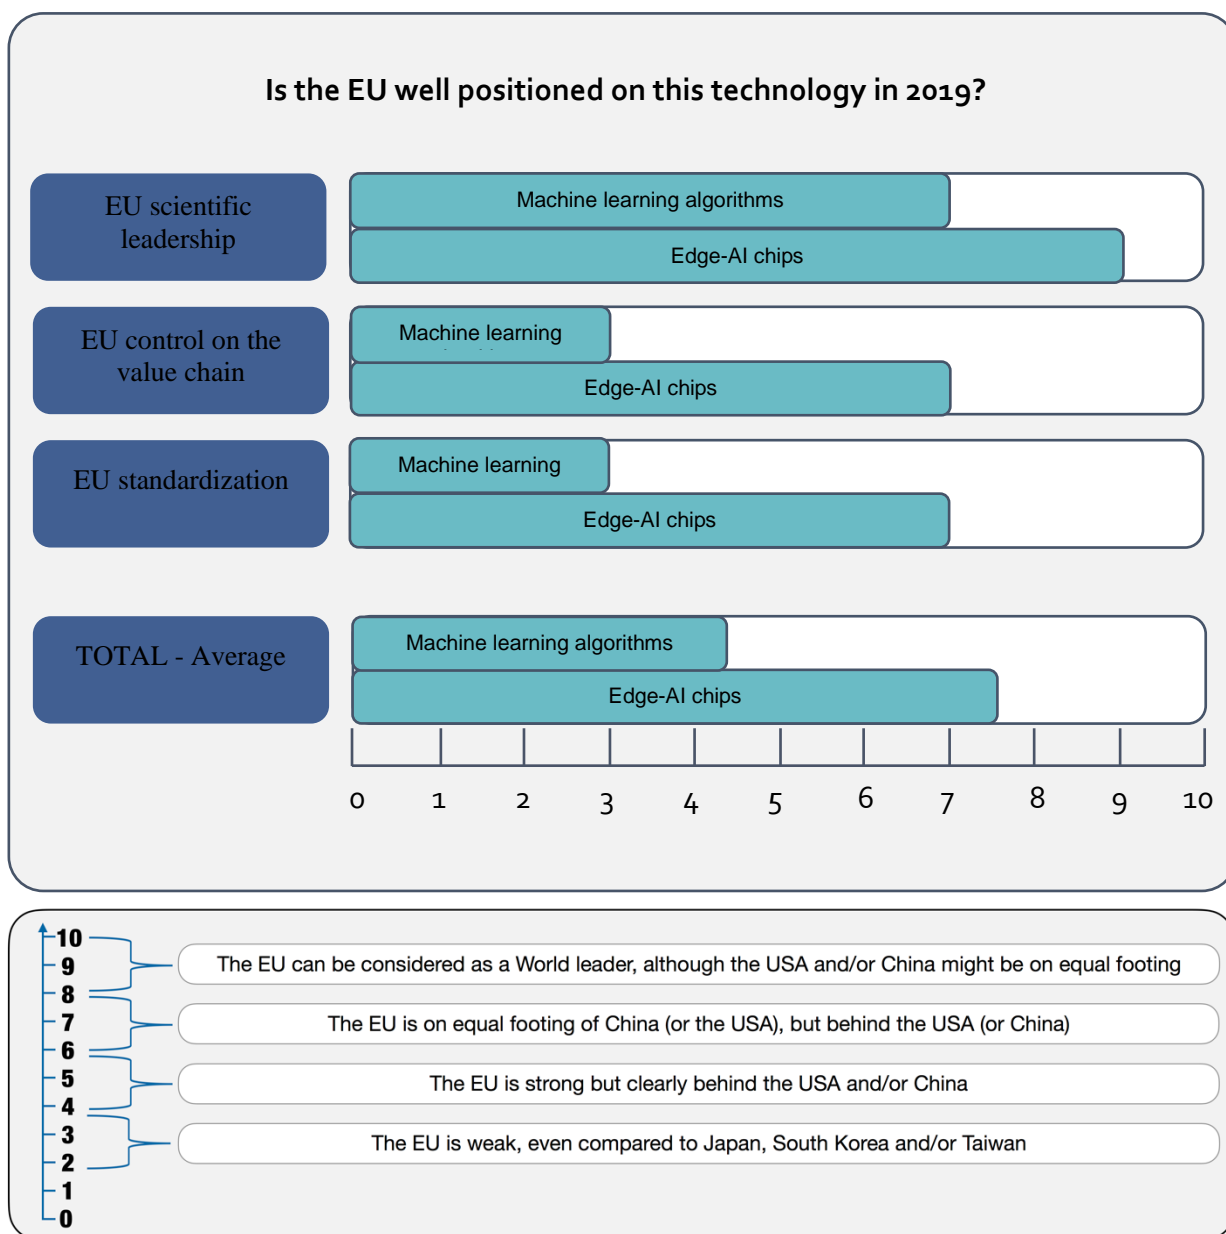 Is the EU well positioned on this technology in 2019?
EU scientific
leadership
Machine learning algorithms
Edge-AI chips
EU control on the
value chain
Machine learning
Edge-AI chips
EU standardization
Machine learning
Edge-AI chips
TOTAL - Average
Machine learning algorithms
Edge-AI chips
0 1 2 3 4 5 6 7 8 9 10
10
9
The EU can be considered as a World leader, although the USA and/or China might be on equal footing
8
7
The EU is on equal footing of China (or the USA), but behind the USA (or China)
6
5
The EU is strong but clearly behind the USA and/or China
4
3
The EU is weak, even compared to Japan, South Korea and/or Taiwan
2
1
0